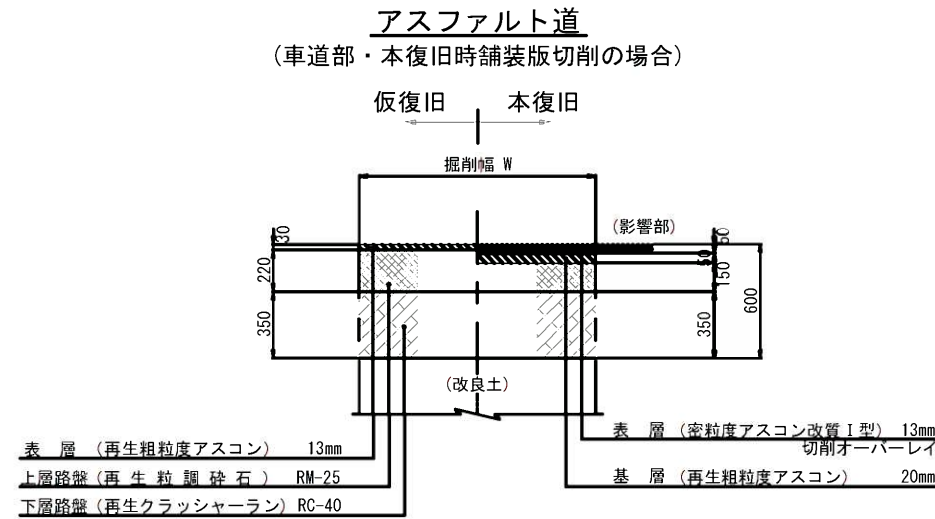 アスファルト道
(車道部・本復旧時舗装版切削の場合)
仮復旧 本復旧
掘削幅 W
(影響部)
30
220
350
50
150
350
600
(改良土)
表 層 (再生粗粒度アスコン) 13mm
上層路盤(再 生 粒 調 砕 石) RM-25
下層路盤(再生クラッシャーラン) RC-40
表 層 (密粒度アスコン改質Ⅰ型) 13mm
切削オーバーレイ
基 層 (再生粗粒度アスコン) 20mm